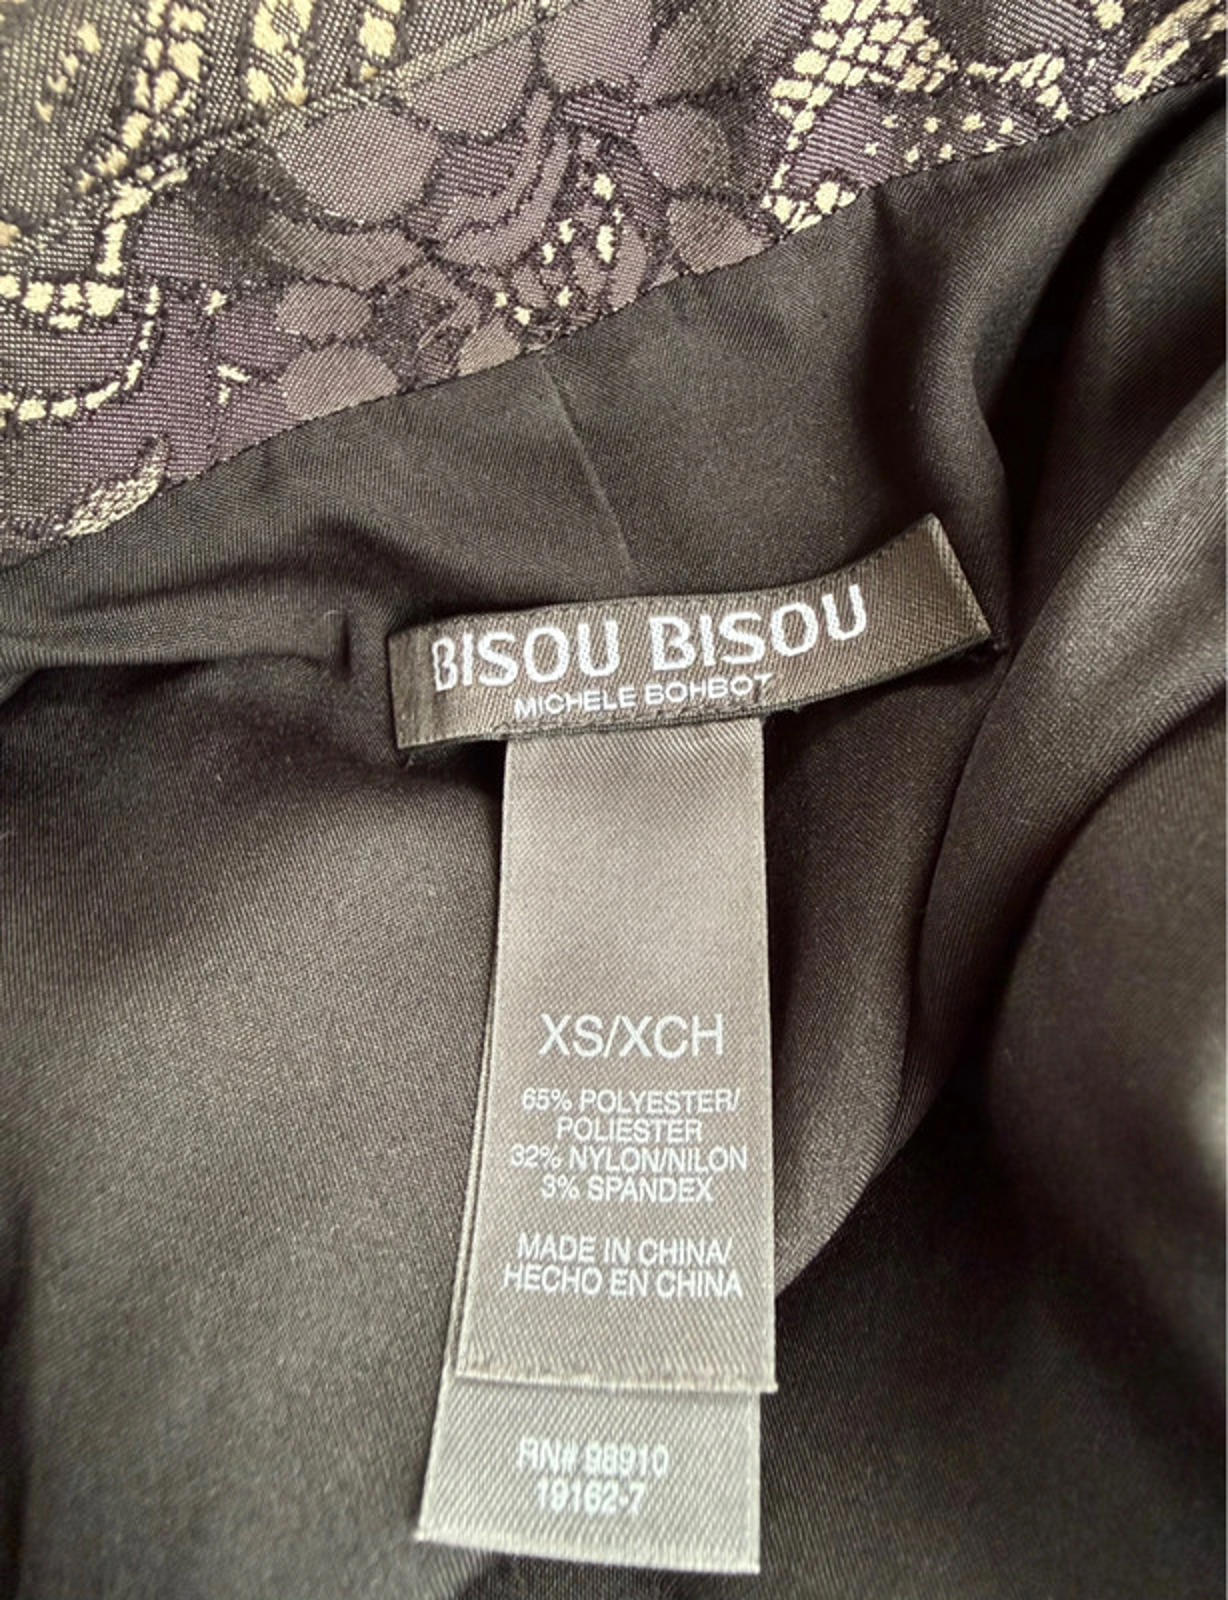 BISOU BISOU
MICHELE BOHBOT
XS/XCH
65% POLYESTER/
POLIESTER
32% NYLON/NILON
3% SPANDEX
MADE IN CHINA/
HECHO EN CHINA
RN# 98910
19162-7